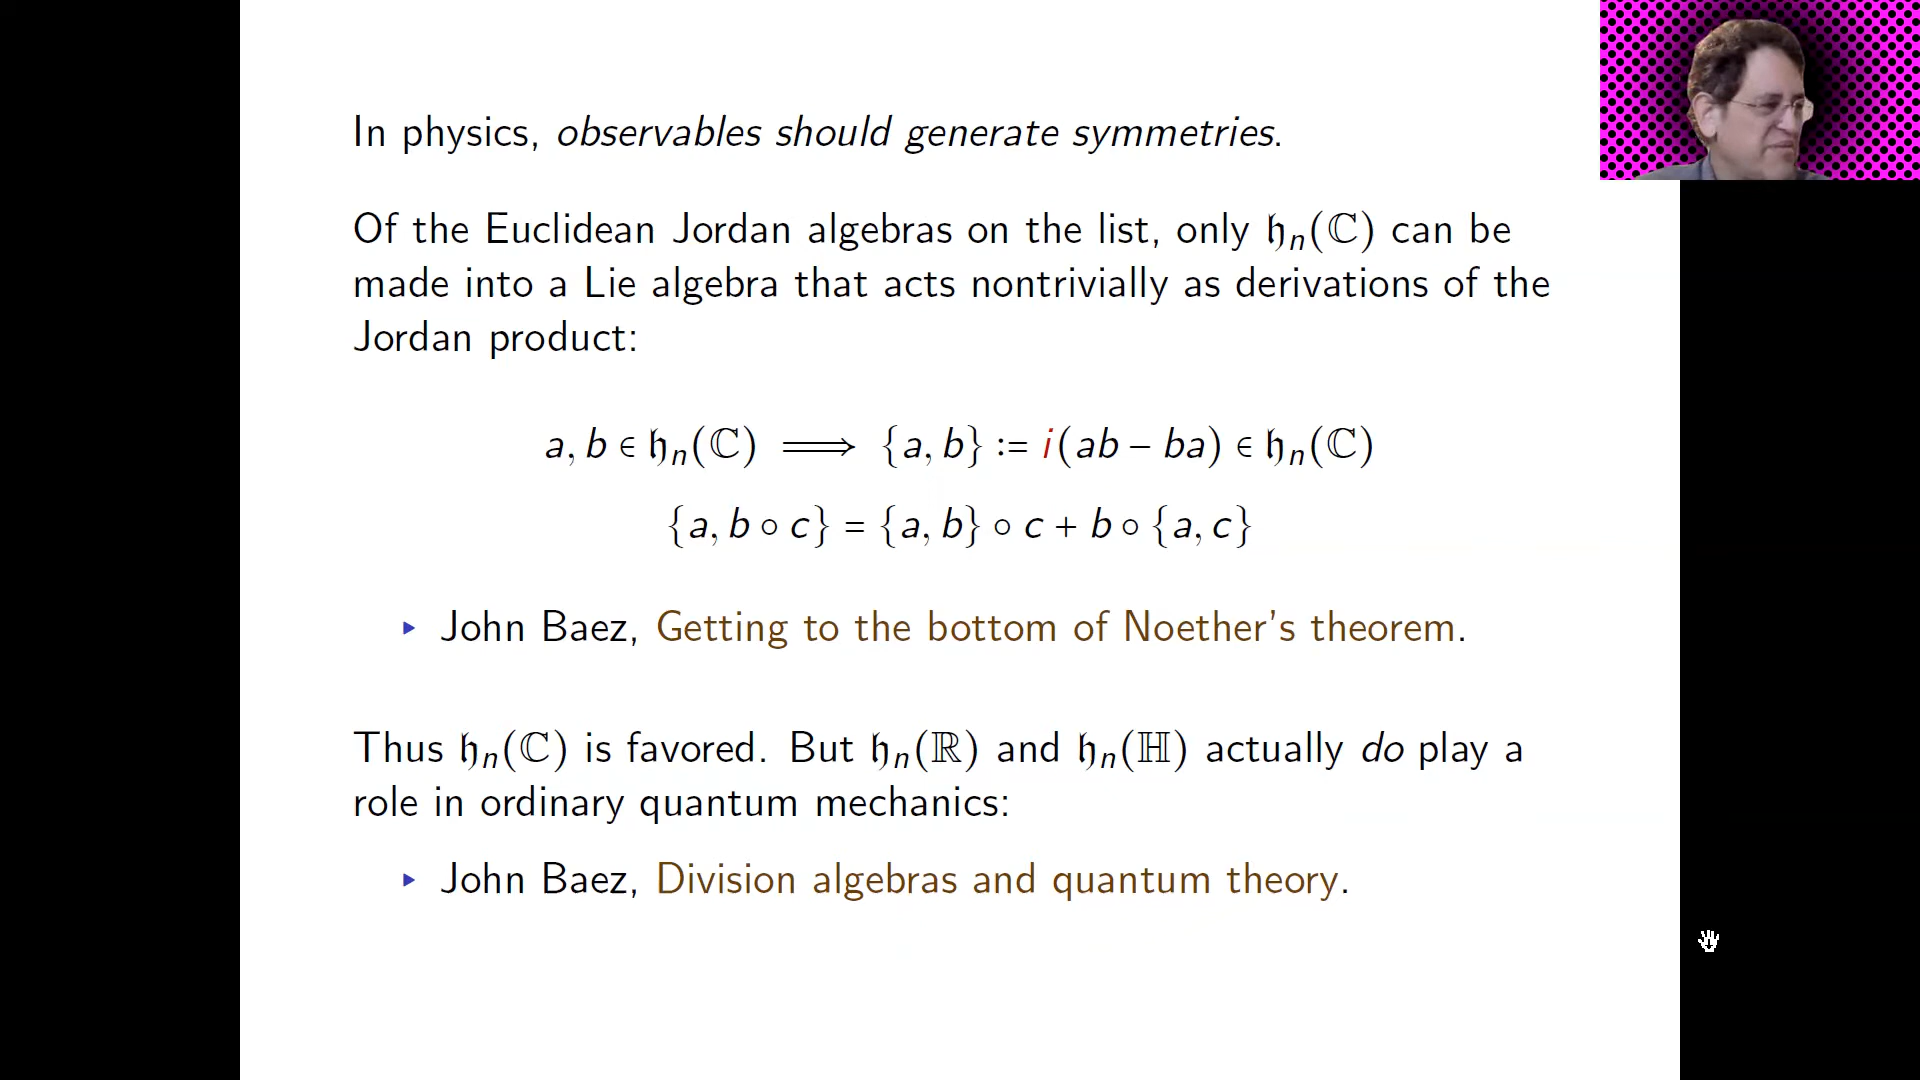 In physics, observables should generate symmetries.
Of the Euclidean Jordan algebras on the list, only 𝔥ₙ(ℂ) can be
made into a Lie algebra that acts nontrivially as derivations of the
Jordan product:
a, b ∈ 𝔥ₙ(ℂ) ⟹ {a, b} := i(ab − ba) ∈ 𝔥ₙ(ℂ)
{a, b ∘ c} = {a, b} ∘ c + b ∘ {a, c}
▸ John Baez, Getting to the bottom of Noether's theorem.
Thus 𝔥ₙ(ℂ) is favored. But 𝔥ₙ(ℝ) and 𝔥ₙ(ℍ) actually do play a
role in ordinary quantum mechanics:
▸ John Baez, Division algebras and quantum theory.